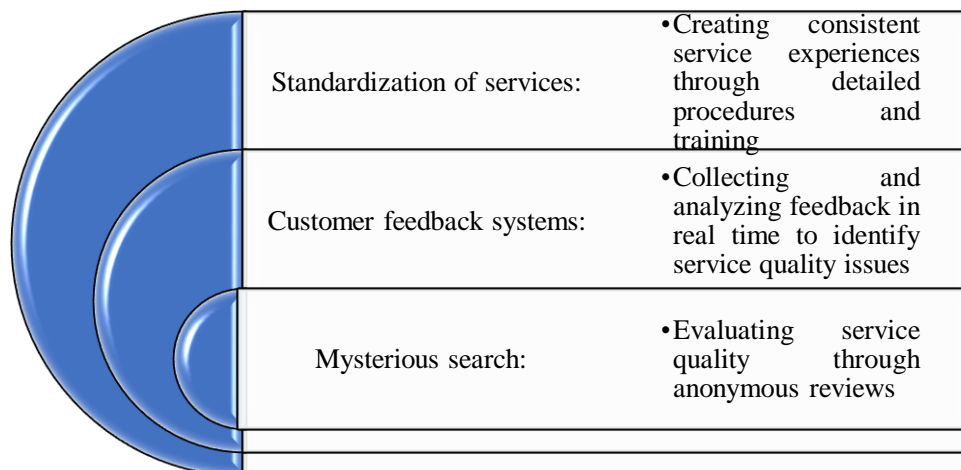 Standardization of services:
•Creating consistent
service experiences
through detailed
procedures and
training
Customer feedback systems:
•Collecting and
analyzing feedback in
real time to identify
service quality issues
Mysterious search:
•Evaluating service
quality through
anonymous reviews